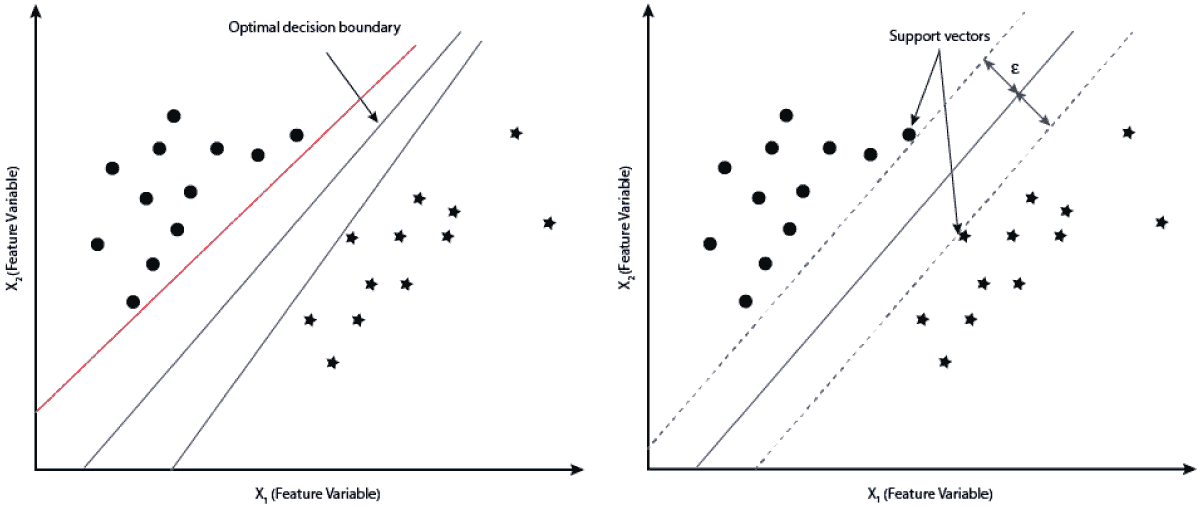 Optimal decision boundary
X2 (Feature Variable)
X1 (Feature Variable)
Support vectors
ε
X2 (Feature Variable)
X1 (Feature Variable)